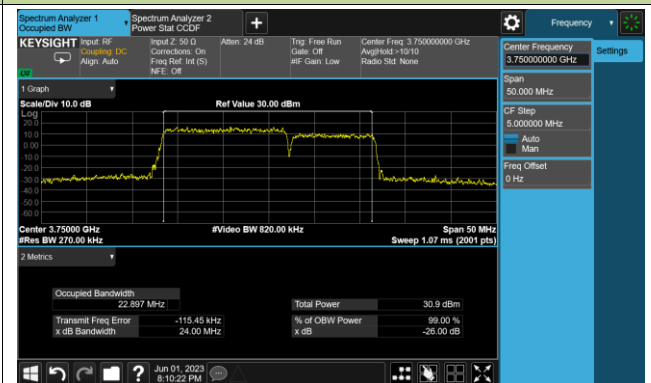 Spectrum Analyzer 1
Occupied BW
Spectrum Analyzer 2
Power Stat CCDF
+
Frequency
KEYSIGHT
Input: RF
Coupling: DC
Align: Auto
Input Z: 50 Ω
Corrections: On
Freq Ref: Int (S)
NFE: Off
Atten: 24 dB
Trig: Free Run
Gate: Off
#IF Gain: Low
Center Freq: 3.750000000 GHz
Avg|Hold:>10/10
Radio Std: None
Center Frequency
3.750000000 GHz
Settings
Span
50.000 MHz
CF Step
5.000000 MHz
Auto
Man
Freq Offset
0 Hz
1 Graph
Scale/Div 10.0 dB
Ref Value 30.00 dBm
Log
20.0
10.0
0.00
-10.0
-20.0
-30.0
-40.0
-50.0
-60.0
Center 3.75000 GHz
#Video BW 820.00 kHz
Span 50 MHz
#Res BW 270.00 kHz
Sweep 1.07 ms (2001 pts)
2 Metrics
Occupied Bandwidth
22.897 MHz
Total Power
30.9 dBm
Transmit Freq Error
-115.45 kHz
% of OBW Power
99.00 %
x dB Bandwidth
24.00 MHz
x dB
-26.00 dB
?
Jun 01, 2023
8:10:22 PM